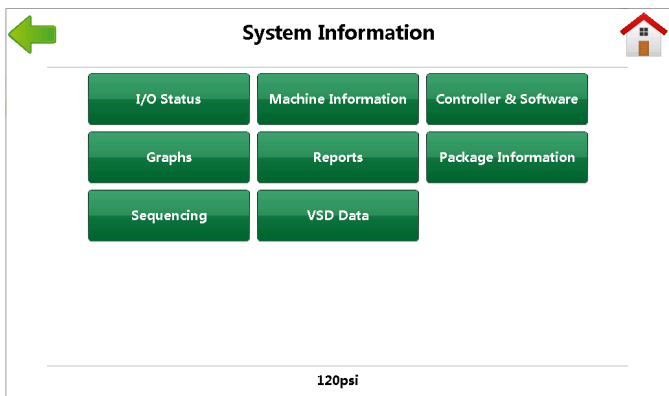 System Information
I/O Status
Machine Information
Controller & Software
Graphs
Reports
Package Information
Sequencing
VSD Data
120psi